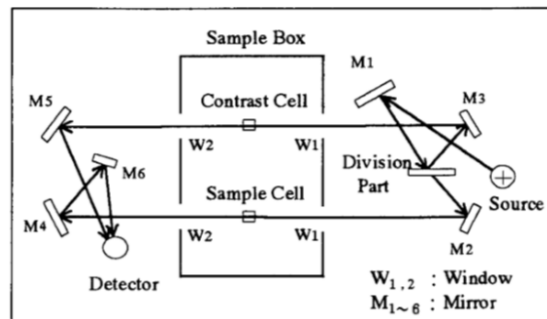 Sample Box
M1
M5
M3
Contrast Cell
W2
W1
Division
Part
M6
Sample Cell
Source
M4
W2
W1
M2
Detector
W1,2 : Window
M1~6 : Mirror